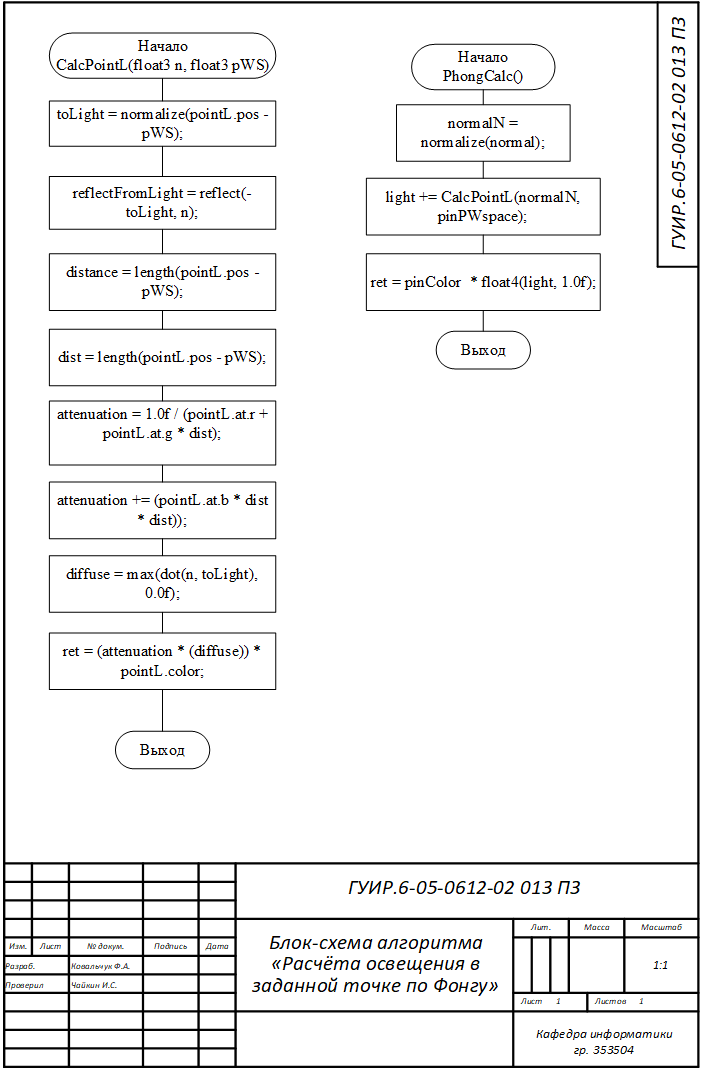 Начало
CalcPointL(float3 n, float3 pWS)
toLight = normalize(pointL.pos -
pWS);
reflectFromLight = reflect(-
toLight, n);
distance = length(pointL.pos -
pWS);
dist = length(pointL.pos - pWS);
attenuation = 1.0f / (pointL.at.r +
pointL.at.g * dist);
attenuation += (pointL.at.b * dist
* dist));
diffuse = max(dot(n, toLight),
0.0f);
ret = (attenuation * (diffuse)) *
pointL.color;
Выход
Начало
PhongCalc()
normalN =
normalize(normal);
light += CalcPointL(normalN,
pinPWspace);
ret = pinColor * float4(light, 1.0f);
Выход
ГУИР.6-05-0612-02 013 ПЗ
ГУИР.6-05-0612-02 013 ПЗ
Изм. Лист № докум. Подпись Дата
Разраб. Ковальчук Ф.А.
Проверил Чайкин И.С.
Блок-схема алгоритма
«Расчёта освещения в
заданной точке по Фонгу»
Лит. Масса Масштаб
1:1
Лист 1 Листов 1
Кафедра информатики
гр. 353504